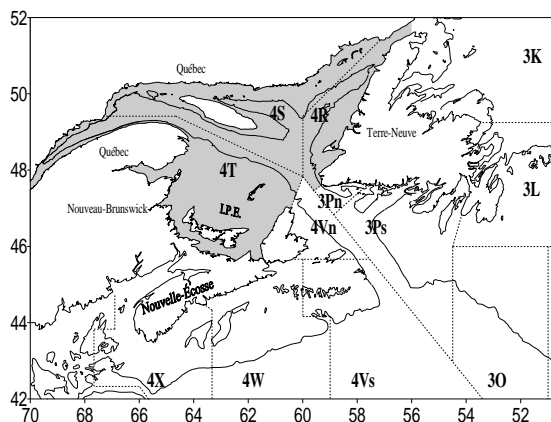 52
50
48
46
44
42
70
68
66
64
62
60
58
56
54
52
Québec
3K
4S
4R
Terre-Neuve
Québec
4T
3L
I.P.E.
3Pn
Nouveau-Brunswick
4Vn
3Ps
Nouvelle-Écosse
4X
4W
4Vs
3O